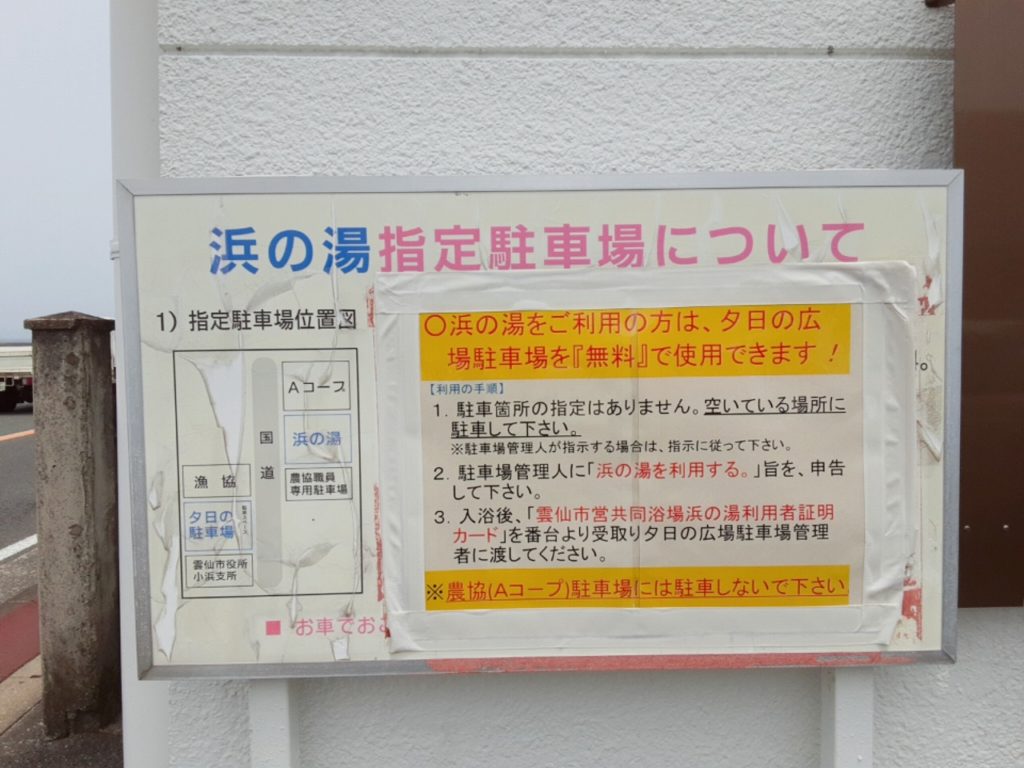 浜の湯指定駐車場について
1）指定駐車場位置図
国道
Aコープ
浜の湯
農協職員
専用駐車場
漁協
夕日の
駐車場
駐車スペース
雲仙市役所
小浜支所
■ お車でお
〇浜の湯をご利用の方は、夕日の広
場駐車場を『無料』で使用できます！
【利用の手順】
1．駐車箇所の指定はありません。空いている場所に
駐車して下さい。
※駐車場管理人が指示する場合は、指示に従って下さい。
2．駐車場管理人に「浜の湯を利用する。」旨を、申告
して下さい。
3．入浴後、「雲仙市営共同浴場浜の湯利用者証明
カード」を番台より受取り夕日の広場駐車場管理
者に渡してください。
※農協(Aコープ)駐車場には駐車しないで下さい